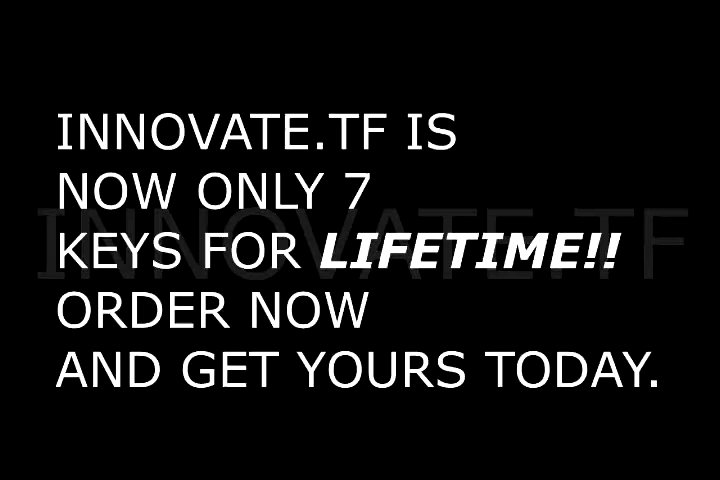 INNOVATE.TF IS
NOW ONLY 7
INNOVATE.TF
KEYS FOR LIFETIME!!
ORDER NOW
AND GET YOURS TODAY.